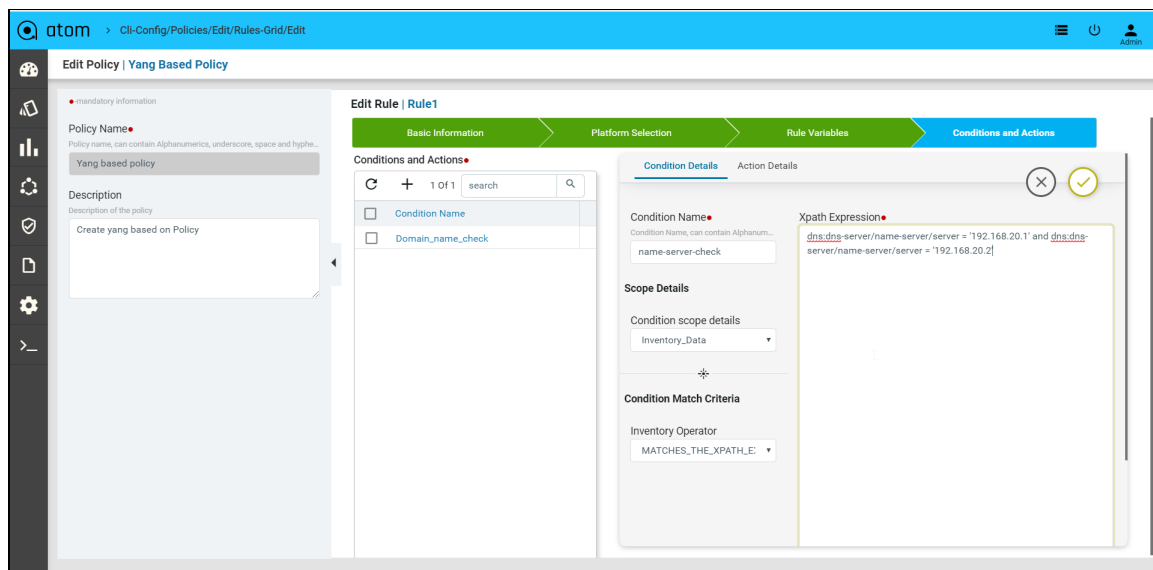 atom > Cli-Config/Policies/Edit/Rules-Grid/Edit
Admin
Edit Policy | Yang Based Policy
-mandatory information
Policy Name
Policy name, can contain Alphanumerics, underscore, space and hyphe...
Yang based policy
Description
Description of the policy
Create yang based on Policy
Edit Rule | Rule1
Basic Information
Platform Selection
Rule Variables
Conditions and Actions
Conditions and Actions
1 Of 1 search
Condition Name
Domain_name_check
Condition Details Action Details
Condition Name
Condition Name, can contain Alphanum...
name-server-check
Scope Details
Condition scope details
Inventory_Data
Condition Match Criteria
Inventory Operator
MATCHES_THE_XPATH_E
Xpath Expression
dns:dns-server/name-server/server = '192.168.20.1' and dns:dns-
server/name-server/server = '192.168.20.2